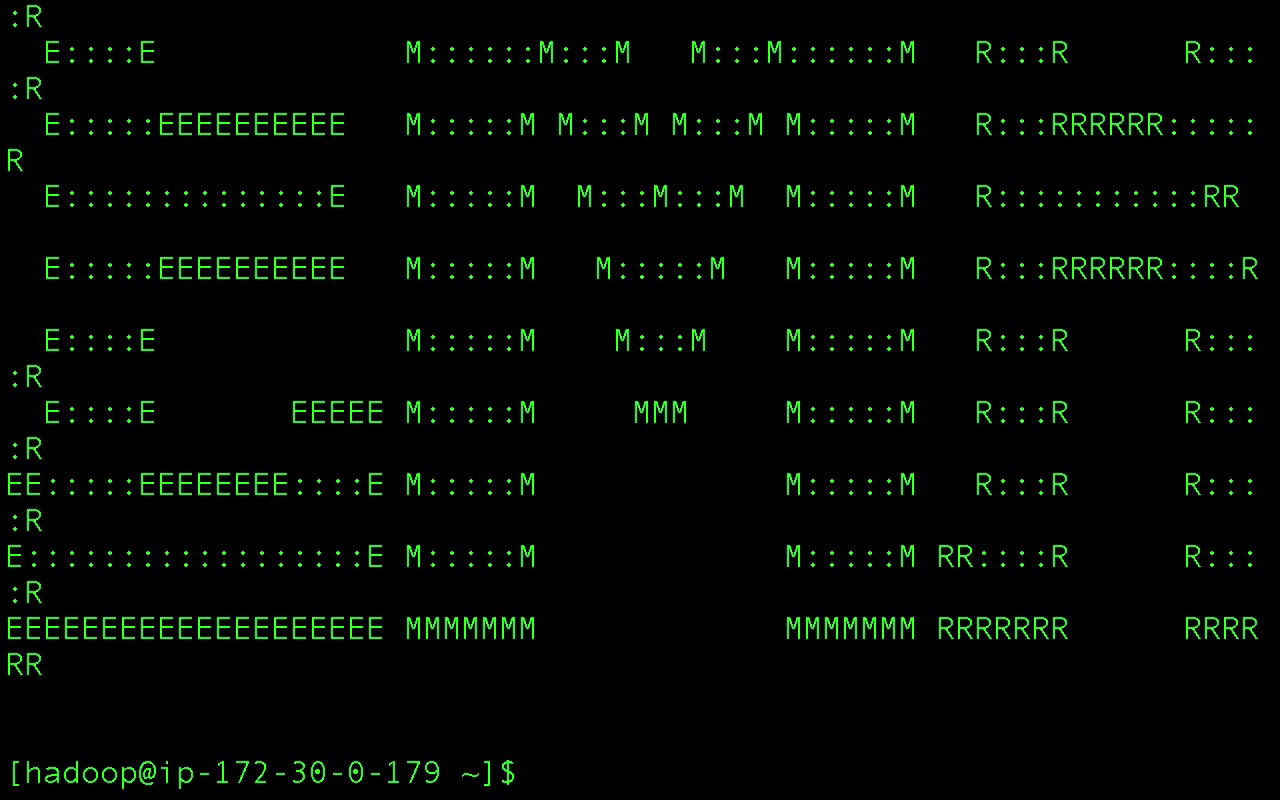 :R
  E::::E             M::::::M:::M   M:::M::::::M   R:::R      R:::
:R
  E:::::EEEEEEEEEE   M:::::M M:::M M:::M M:::::M   R:::RRRRRR:::::
R
  E::::::::::::::E   M:::::M  M:::M:::M  M:::::M   R:::::::::::RR
  E:::::EEEEEEEEEE   M:::::M   M:::::M   M:::::M   R:::RRRRRR::::R
  E::::E             M:::::M    M:::M    M:::::M   R:::R      R:::
:R
  E::::E       EEEEE M:::::M     MMM     M:::::M   R:::R      R:::
:R
EE:::::EEEEEEEE::::E M:::::M             M:::::M   R:::R      R:::
:R
E::::::::::::::::::E M:::::M             M:::::M RR::::R      R:::
:R
EEEEEEEEEEEEEEEEEEEE MMMMMMM             MMMMMMM RRRRRRR      RRRR
RR
[hadoop@ip-172-30-0-179 ~]$